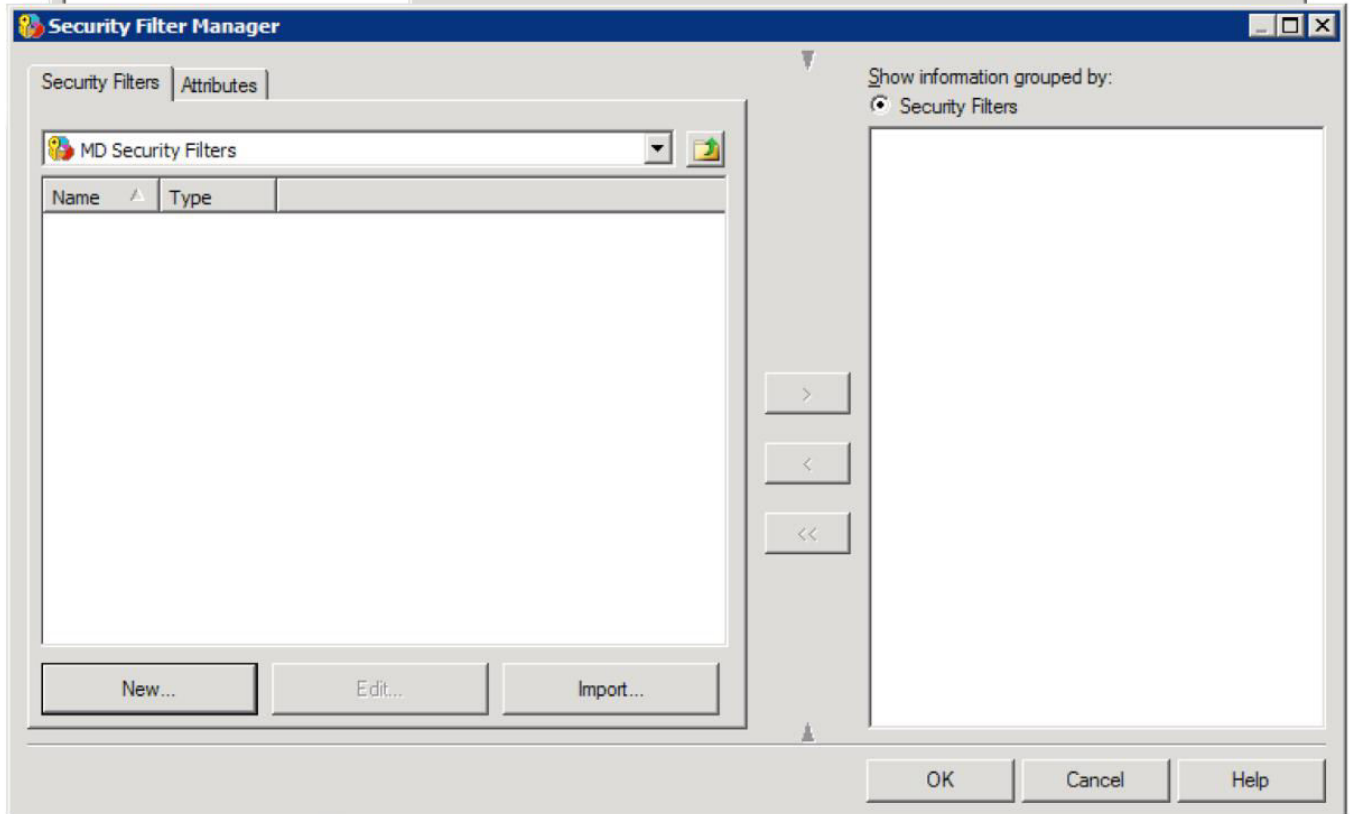 Security Filter Manager
Security Filters Attributes
Show information grouped by:
Security Filters
MD Security Filters
Name Type
>
<
<<
New... Edit... Import...
OK Cancel Help